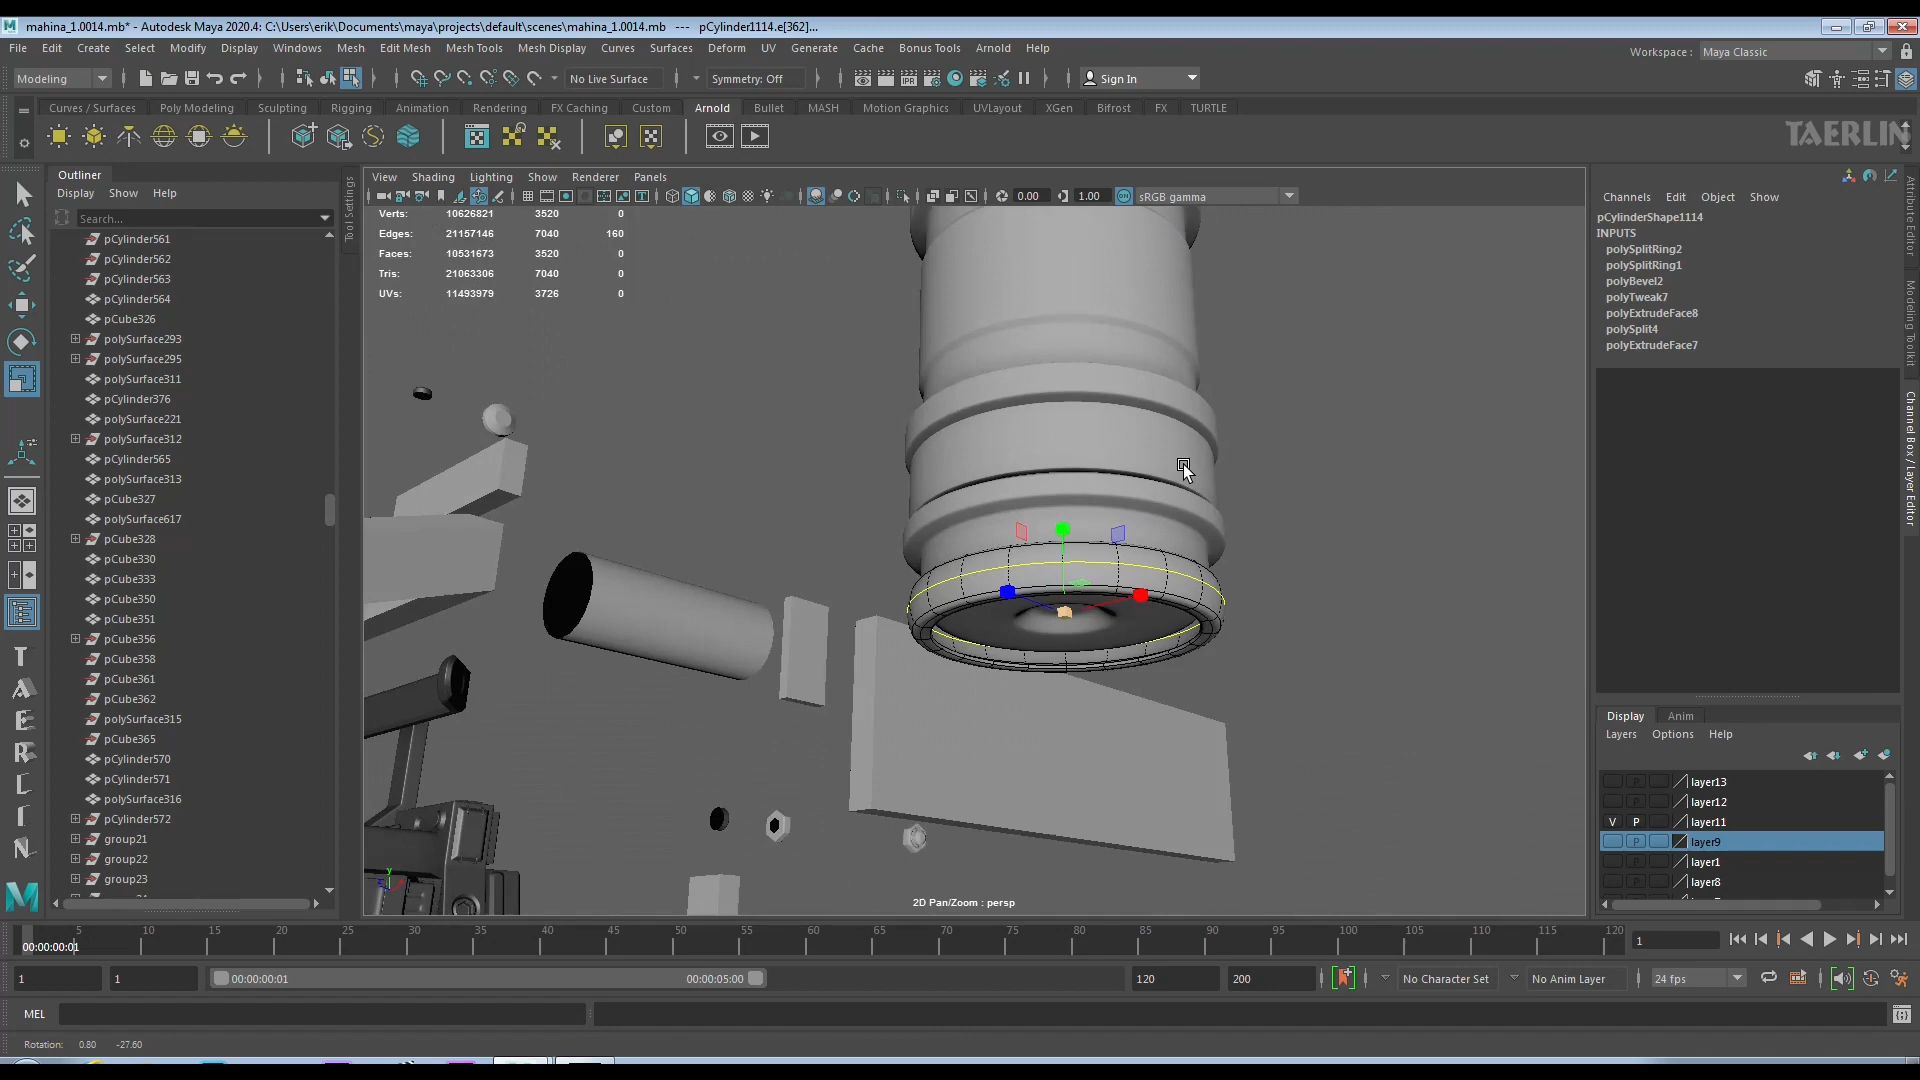 mahina_1.0014.mb* - Autodesk Maya 2020.4: C:\Users\erik\Documents\maya\projects\default\scenes\mahina_1.0014.mb --- pCylinder1114.e[362]...
File Edit Create Select Modify Display Windows Mesh Edit Mesh Mesh Tools Mesh Display Curves Surfaces Deform UV Generate Cache Bonus Tools Arnold Help
Workspace : Maya Classic
Modeling No Live Surface Symmetry: Off Sign In
Curves / Surfaces Poly Modeling Sculpting Rigging Animation Rendering FX Caching Custom Arnold Bullet MASH Motion Graphics UVLayout XGen Bifrost FX TURTLE
TAERLIN
Outliner
Display Show Help
Search...
pCylinder561
pCylinder562
pCylinder563
pCylinder564
pCube326
polySurface293
polySurface295
polySurface311
pCylinder376
polySurface221
polySurface312
pCylinder565
polySurface313
pCube327
polySurface617
pCube328
pCube330
pCube333
pCube350
pCube351
pCube356
pCube358
pCube361
pCube362
polySurface315
pCube365
pCylinder570
pCylinder571
polySurface316
pCylinder572
group21
group22
group23
Tool Settings
View Shading Lighting Show Renderer Panels
0.00 1.00 sRGB gamma
Verts: 10626821 3520 0
Edges: 21157146 7040 160
Faces: 10531673 3520 0
Tris: 21063306 7040 0
UVs: 11493979 3726 0
y
2D Pan/Zoom : persp
Channels Edit Object Show
pCylinderShape1114
INPUTS
polySplitRing2
polySplitRing1
polyBevel2
polyTweak7
polyExtrudeFace8
polySplit4
polyExtrudeFace7
Attribute Editor
Modeling Toolkit
Channel Box / Layer Editor
Display Anim
Layers Options Help
P layer13
P layer12
V P layer11
P layer9
P layer1
P layer8
5 10 15 20 25 30 35 40 45 50 55 60 65 70 75 80 85 90 95 100 105 110 115 120
00:00:00:01
1
1 1 00:00:00:01 00:00:05:00 120 200 No Character Set No Anim Layer 24 fps
MEL
Rotation: 0.80 -27.60